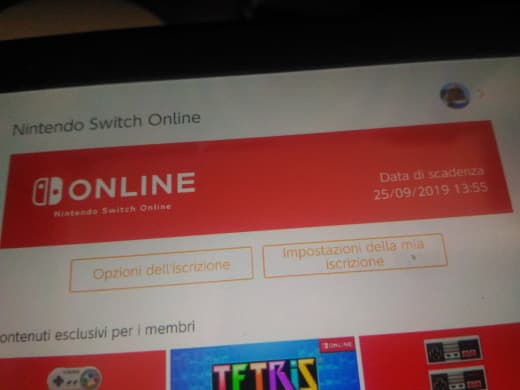 Nintendo Switch Online
ONLINE
Nintendo Switch Online
Data di scadenza
25/09/2019 13:55
Opzioni dell'iscrizione
Impostazioni della mia
iscrizione
ontenuti esclusivi per i membri
ONLINE
TETRIS